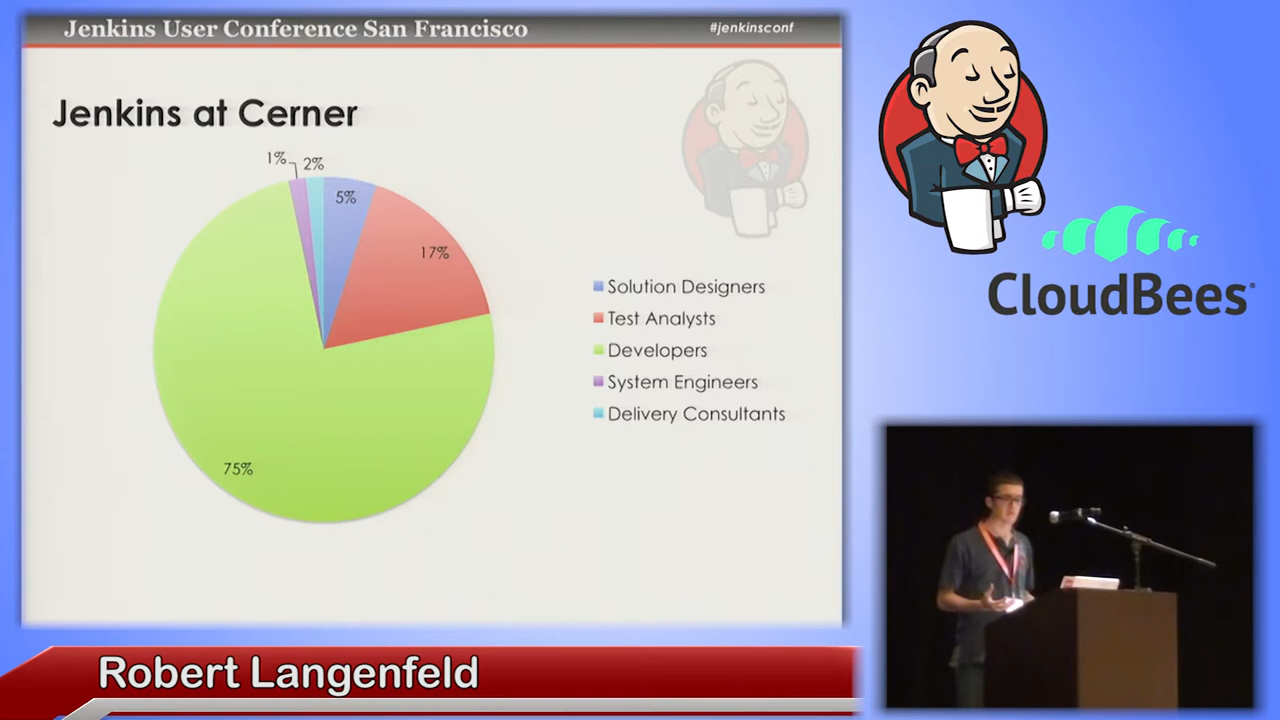 Jenkins User Conference San Francisco
#jenkinsconf
Jenkins at Cerner
1%
2%
5%
17%
75%
Solution Designers
Test Analysts
Developers
System Engineers
Delivery Consultants
CloudBees
Robert Langenfeld